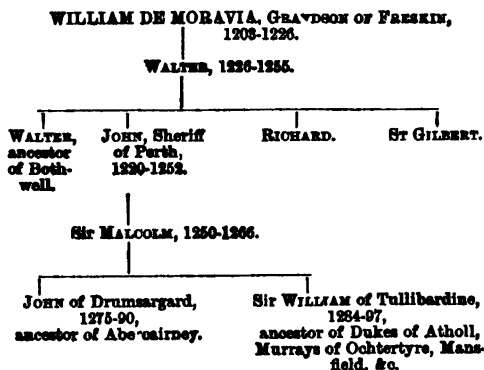 WILLIAM DE MORAVIA, Grandson of Freskin,
1203-1226.
Walter, 1226-1255.
Walter,
ancestor
of Both-
well.
John, Sheriff
of Perth,
1220-1252.
Richard.
St Gilbert.
Sir Malcolm, 1250-1266.
John of Drumsargard,
1275-90,
ancestor of Abercairney.
Sir William of Tullibardine,
1284-97,
ancestor of Dukes of Atholl,
Murrays of Ochtertyre, Mans-
field, &c.